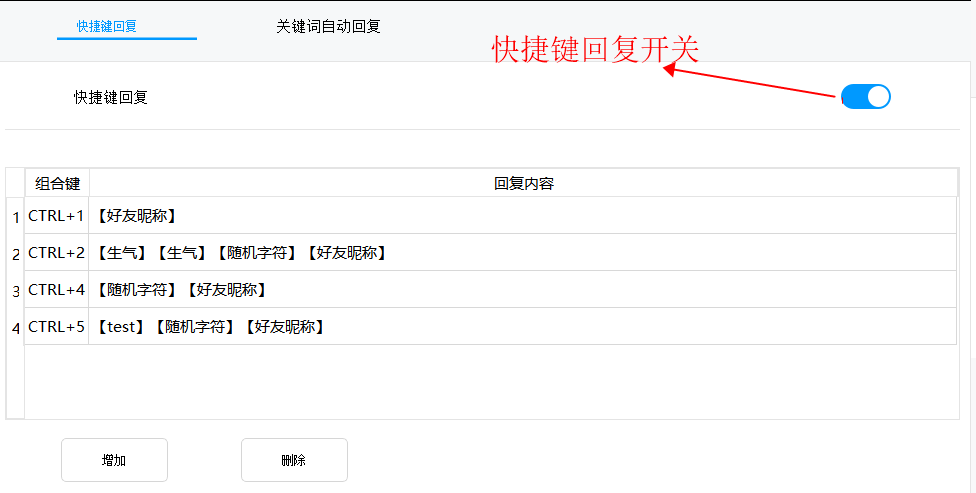 快捷键回复 关键词自动回复
快捷键回复开关
快捷键回复
组合键 回复内容
1 CTRL+1 【好友昵称】
2 CTRL+2 【生气】【生气】【随机字符】【好友昵称】
3 CTRL+4 【随机字符】【好友昵称】
4 CTRL+5 【test】【随机字符】【好友昵称】
增加 删除